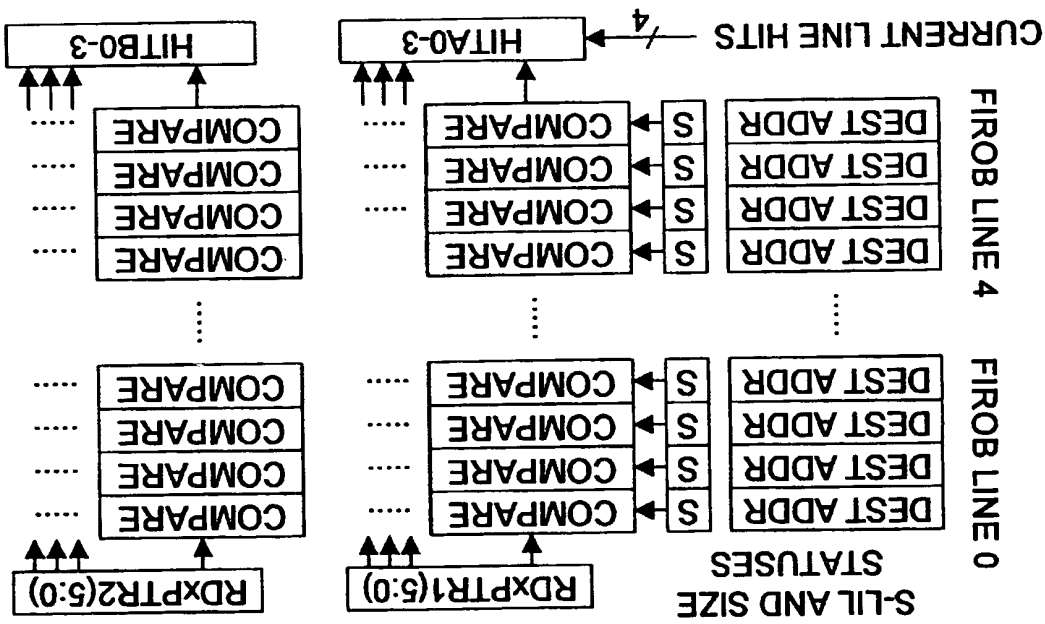 S-LIL AND SIZE
STATUSES
RDxPTR1(5:0)
RDxPTR2(5:0)
FIROB LINE 0
DEST ADDR S COMPARE COMPARE
DEST ADDR S COMPARE COMPARE
DEST ADDR S COMPARE COMPARE
DEST ADDR S COMPARE COMPARE
FIROB LINE 4
DEST ADDR S COMPARE COMPARE
DEST ADDR S COMPARE COMPARE
DEST ADDR S COMPARE COMPARE
DEST ADDR S COMPARE COMPARE
CURRENT LINE HITS
4
HITA0-3
HITB0-3